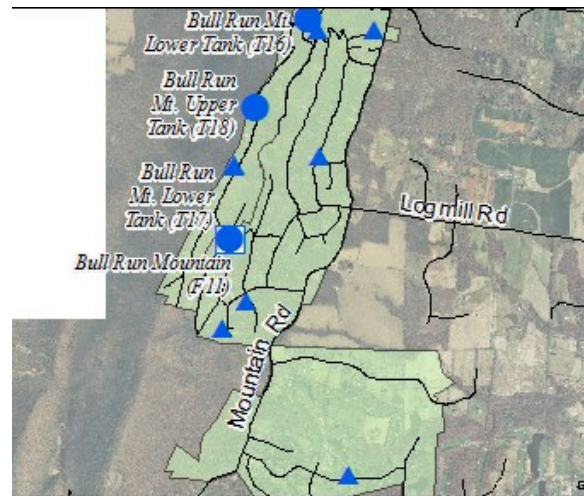 Bull Run Mt.
Lower Tank (T16)
Bull Run
Mt. Upper
Tank (T18)
Bull Run
Mt. Lower
Tank (T17)
Bull Run Mountain
(F11)
Logmill Rd
Mountain Rd